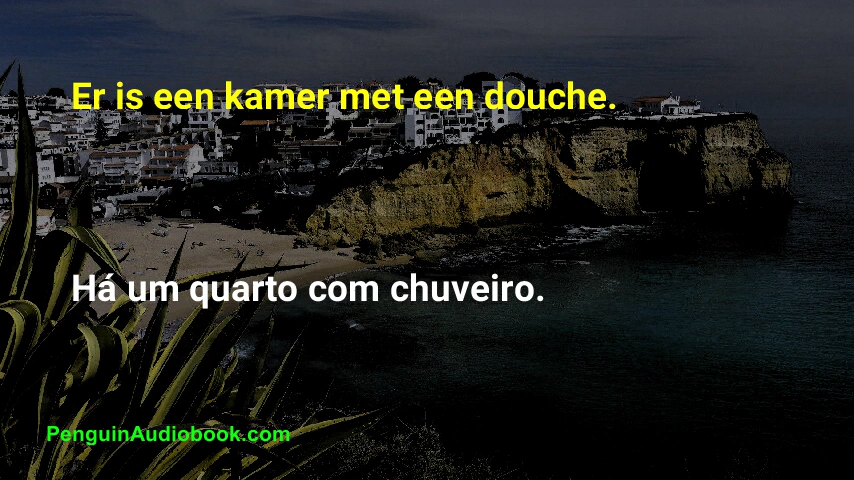 Er is een kamer met een douche.
Há um quarto com chuveiro.
PenguinAudiobook.com